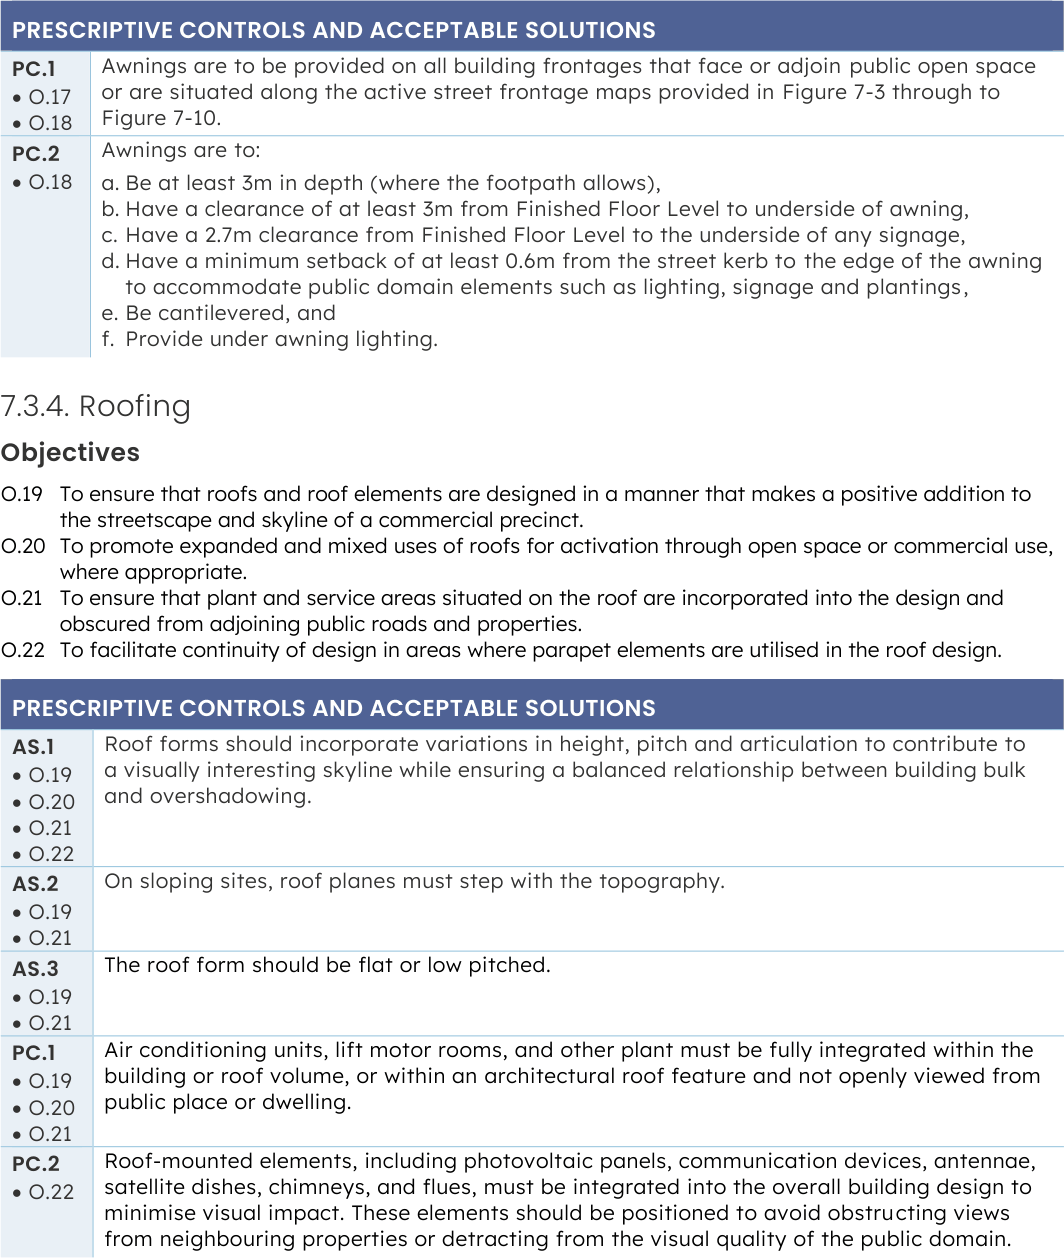 PRESCRIPTIVE CONTROLS AND ACCEPTABLE SOLUTIONS
PC.1
• O.17
• O.18
Awnings are to be provided on all building frontages that face or adjoin public open space
or are situated along the active street frontage maps provided in Figure 7-3 through to
Figure 7-10.
PC.2
• O.18
Awnings are to:
a. Be at least 3m in depth (where the footpath allows),
b. Have a clearance of at least 3m from Finished Floor Level to underside of awning,
c. Have a 2.7m clearance from Finished Floor Level to the underside of any signage,
d. Have a minimum setback of at least 0.6m from the street kerb to the edge of the awning
to accommodate public domain elements such as lighting, signage and plantings,
e. Be cantilevered, and
f. Provide under awning lighting.
7.3.4. Roofing
Objectives
O.19 To ensure that roofs and roof elements are designed in a manner that makes a positive addition to
the streetscape and skyline of a commercial precinct.
O.20 To promote expanded and mixed uses of roofs for activation through open space or commercial use,
where appropriate.
O.21 To ensure that plant and service areas situated on the roof are incorporated into the design and
obscured from adjoining public roads and properties.
O.22 To facilitate continuity of design in areas where parapet elements are utilised in the roof design.
PRESCRIPTIVE CONTROLS AND ACCEPTABLE SOLUTIONS
AS.1
• O.19
• O.20
• O.21
• O.22
Roof forms should incorporate variations in height, pitch and articulation to contribute to
a visually interesting skyline while ensuring a balanced relationship between building bulk
and overshadowing.
AS.2
• O.19
• O.21
On sloping sites, roof planes must step with the topography.
AS.3
• O.19
• O.21
The roof form should be flat or low pitched.
PC.1
• O.19
• O.20
• O.21
Air conditioning units, lift motor rooms, and other plant must be fully integrated within the
building or roof volume, or within an architectural roof feature and not openly viewed from
public place or dwelling.
PC.2
• O.22
Roof-mounted elements, including photovoltaic panels, communication devices, antennae,
satellite dishes, chimneys, and flues, must be integrated into the overall building design to
minimise visual impact. These elements should be positioned to avoid obstructing views
from neighbouring properties or detracting from the visual quality of the public domain.